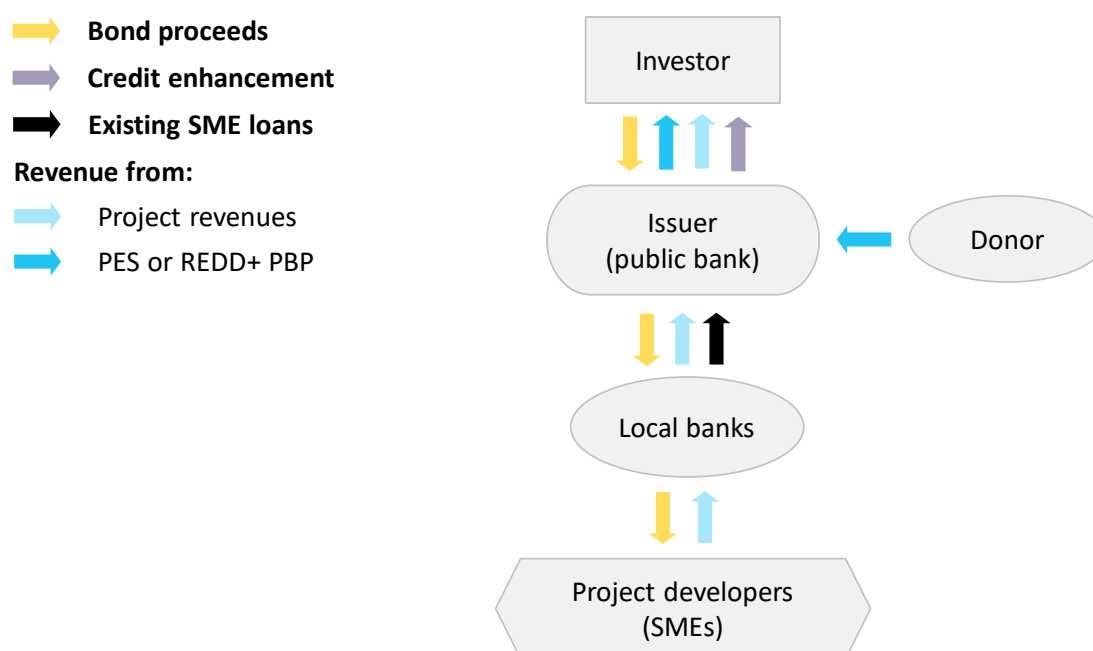 Bond proceeds
Credit enhancement
Existing SME loans
Revenue from:
Project revenues
PES or REDD+ PBP
Investor
Issuer
(public bank)
Donor
Local banks
Project developers
(SMEs)